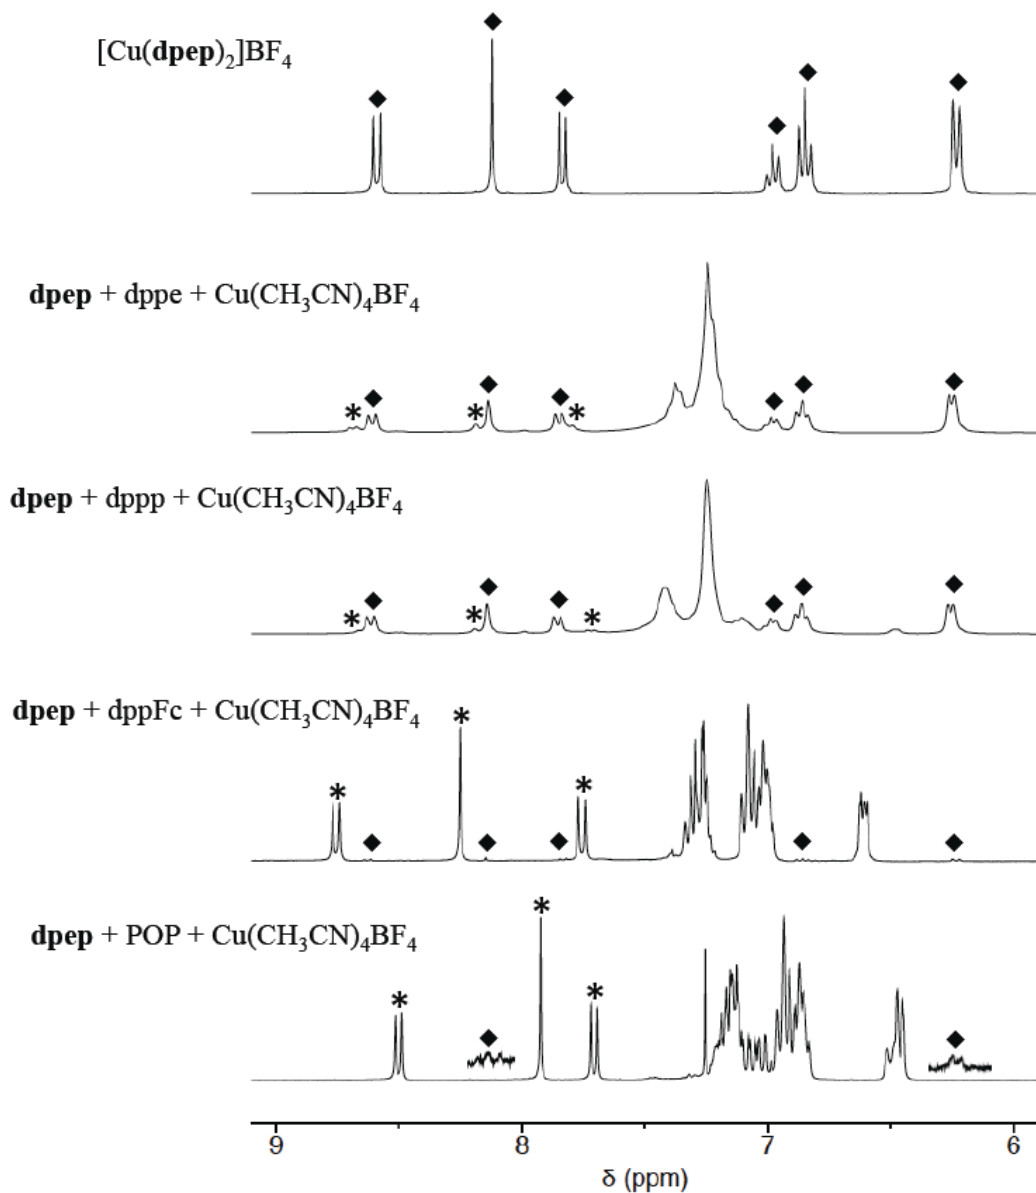 [Cu(dpep)₂]BF₄
dpep + dppe + Cu(CH₃CN)₄BF₄
dpep + dppp + Cu(CH₃CN)₄BF₄
dpep + dppFc + Cu(CH₃CN)₄BF₄
dpep + POP + Cu(CH₃CN)₄BF₄
9 8 7 6
δ (ppm)